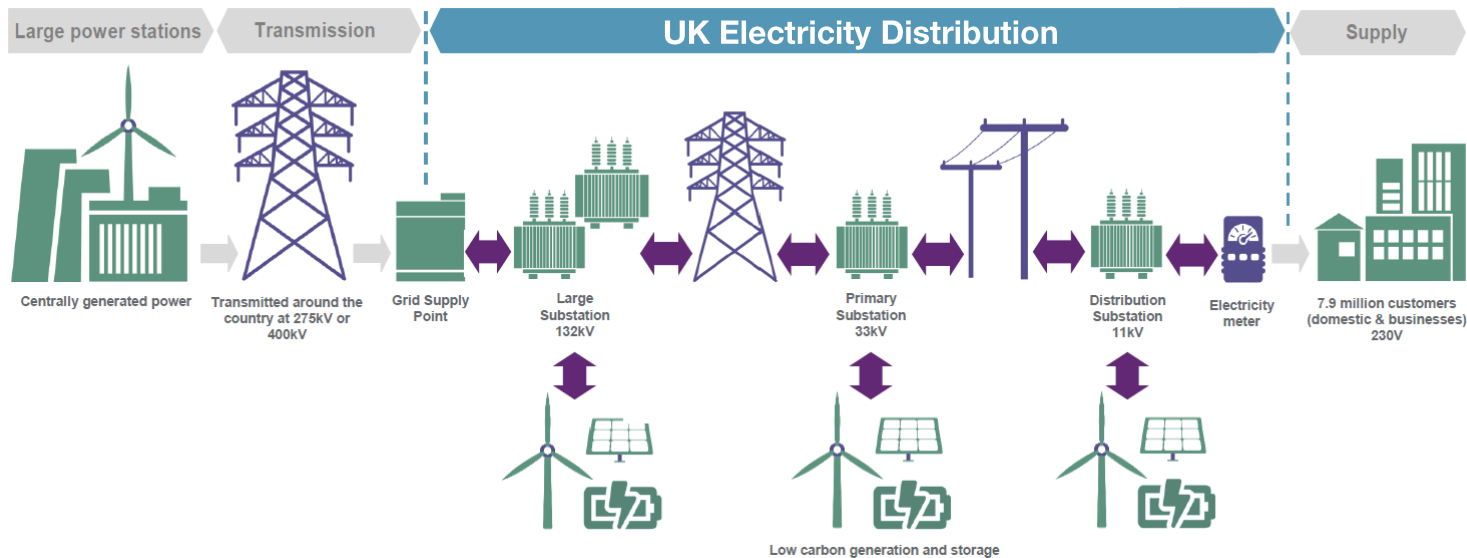 Large power stations
Transmission
UK Electricity Distribution
Supply
Centrally generated power
Transmitted around the
country at 275kV or
400kV
Grid Supply
Point
Large
Substation
132kV
Primary
Substation
33kV
Distribution
Substation
11kV
Electricity
meter
7.9 million customers
(domestic & businesses)
230V
Low carbon generation and storage